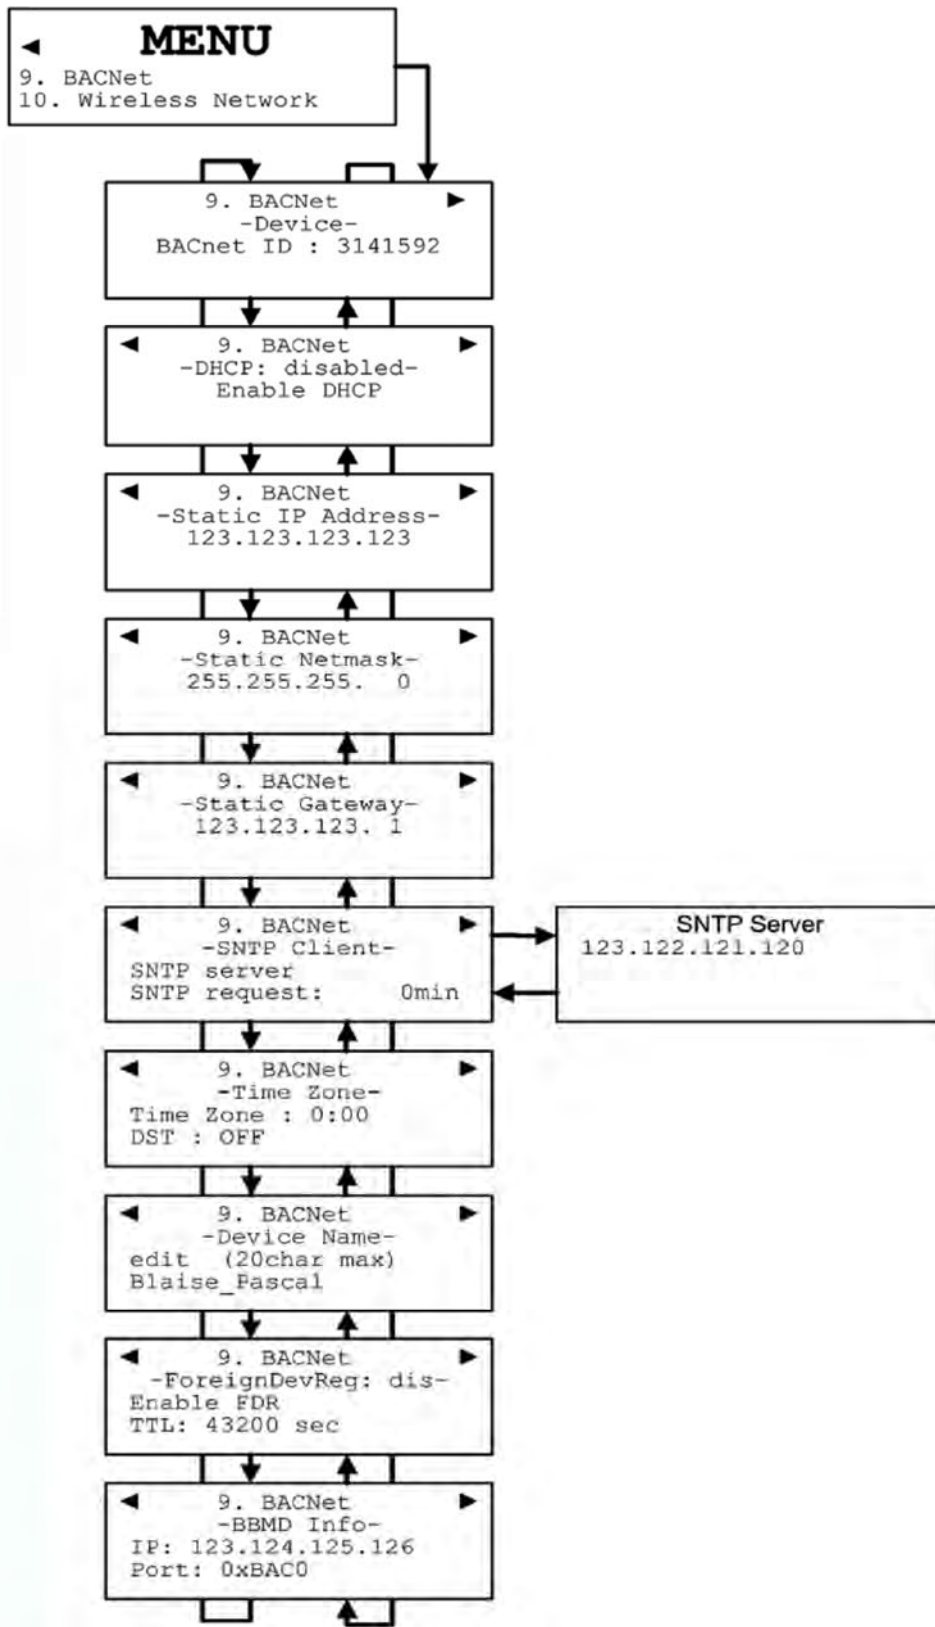 MENU
9. BACNet
10. Wireless Network
9. BACNet
-Device-
BACnet ID : 3141592
9. BACNet
-DHCP: disabled-
Enable DHCP
9. BACNet
-Static IP Address-
123.123.123.123
9. BACNet
-Static Netmask-
255.255.255.  0
9. BACNet
-Static Gateway-
123.123.123. 1
9. BACNet
-SNTP Client-
SNTP server
SNTP request:     0min
SNTP Server
123.122.121.120
9. BACNet
-Time Zone-
Time Zone : 0:00
DST : OFF
9. BACNet
-Device Name-
edit  (20char max)
Blaise_Pascal
9. BACNet
-ForeignDevReg: dis-
Enable FDR
TTL: 43200 sec
9. BACNet
-BBMD Info-
IP: 123.124.125.126
Port: 0xBAC0